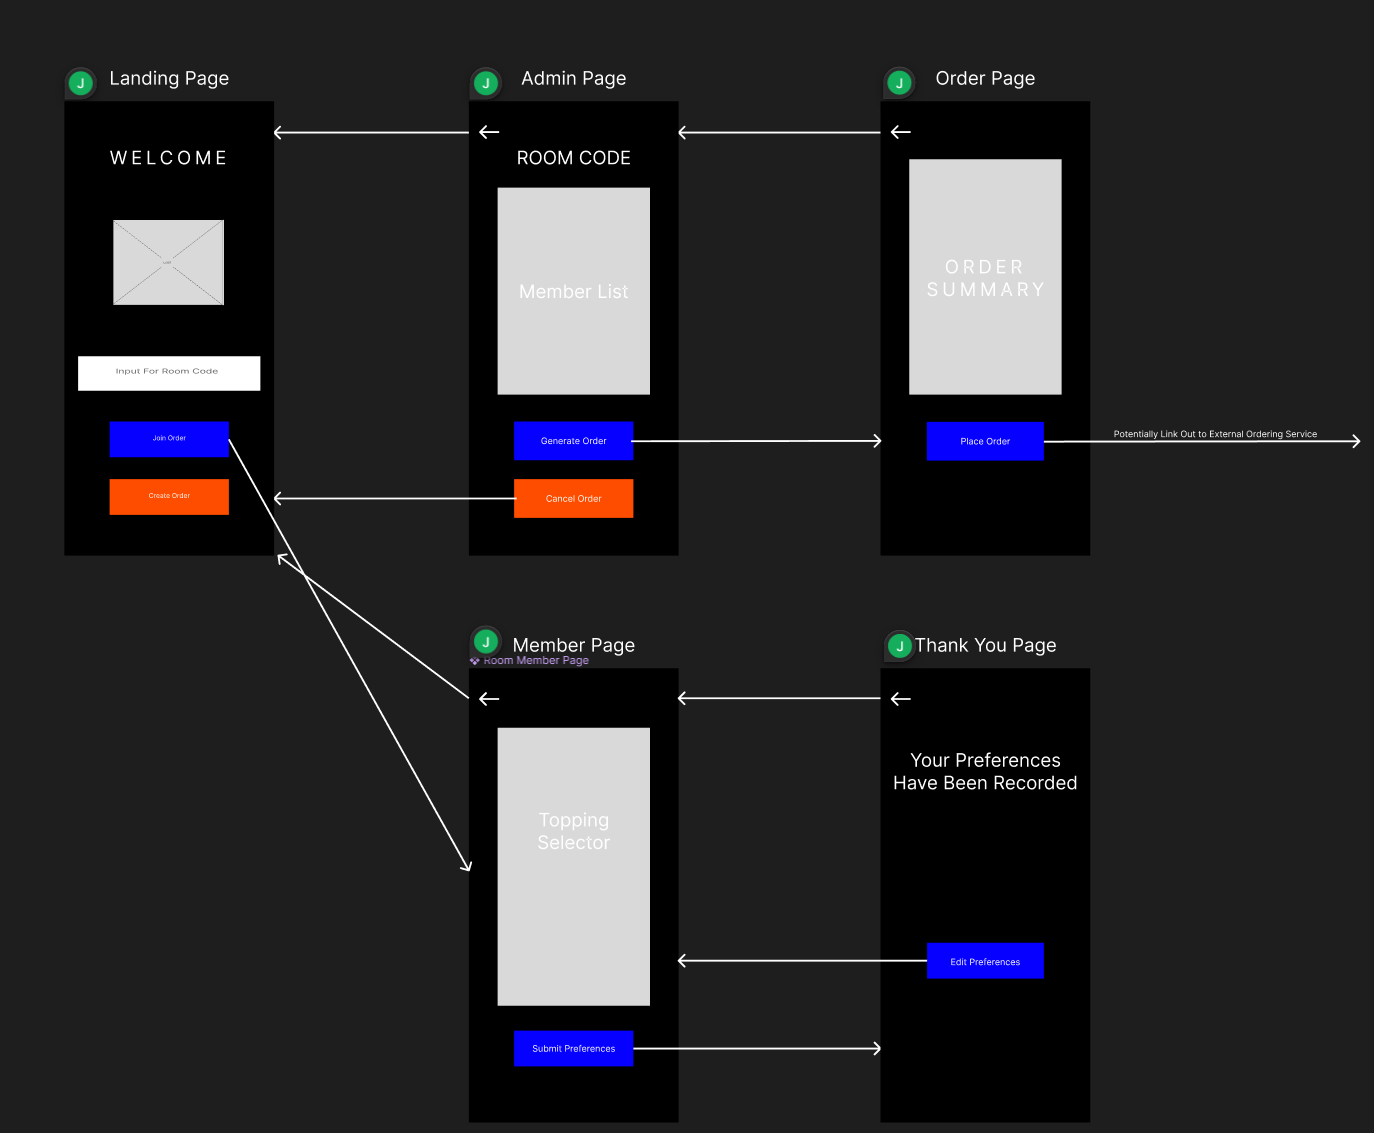 J
Landing Page
J
Admin Page
J
Order Page
WELCOME
Input For Room Code
Join Order
Create Order
ROOM CODE
Member List
Generate Order
Cancel Order
ORDER
SUMMARY
Place Order
Potentially Link Out to External Ordering Service
J
Member Page
Room Member Page
Topping
Selector
Submit Preferences
J
Thank You Page
Your Preferences
Have Been Recorded
Edit Preferences